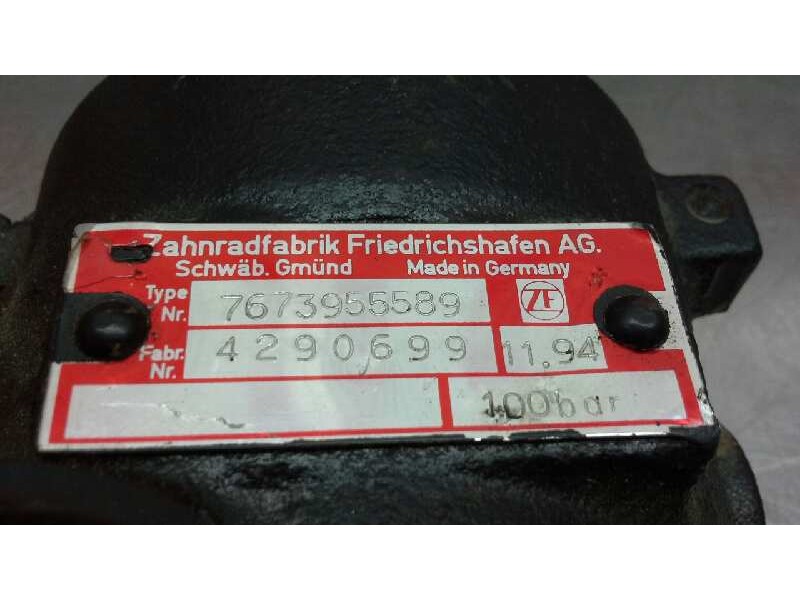 Zahnradfabrik Friedrichshafen AG.
Schwäb. Gmünd Made in Germany
Type Nr. 7673955589 ZF
Fabr. Nr. 4290699 11.94
100bar